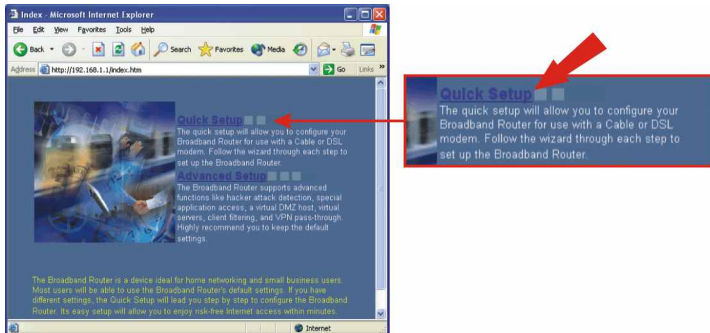 Index - Microsoft Internet Explorer
File Edit View Favorites Tools Help
Back Search Favorites Media
Address http://192.168.1.1/index.htm Go Links »
Quick Setup
The quick setup will allow you to configure your
Broadband Router for use with a Cable or DSL
modem. Follow the wizard through each step to
set up the Broadband Router.
Advanced Setup
The Broadband Router supports advanced
functions like hacker attack detection, special
application access, a virtual DMZ host, virtual
servers, client filtering, and VPN pass-through.
Highly recommend you to keep the default
settings.
The Broadband Router is a device ideal for home networking and small business users.
Most users will be able to use the Broadband Router's default settings. If you have
different settings, the Quick Setup will lead you step by step to configure the Broadband
Router. Its easy setup will allow you to enjoy risk-free Internet access within minutes.
Internet
Quick Setup
The quick setup will allow you to configure your
Broadband Router for use with a Cable or DSL
modem. Follow the wizard through each step to
set up the Broadband Router.